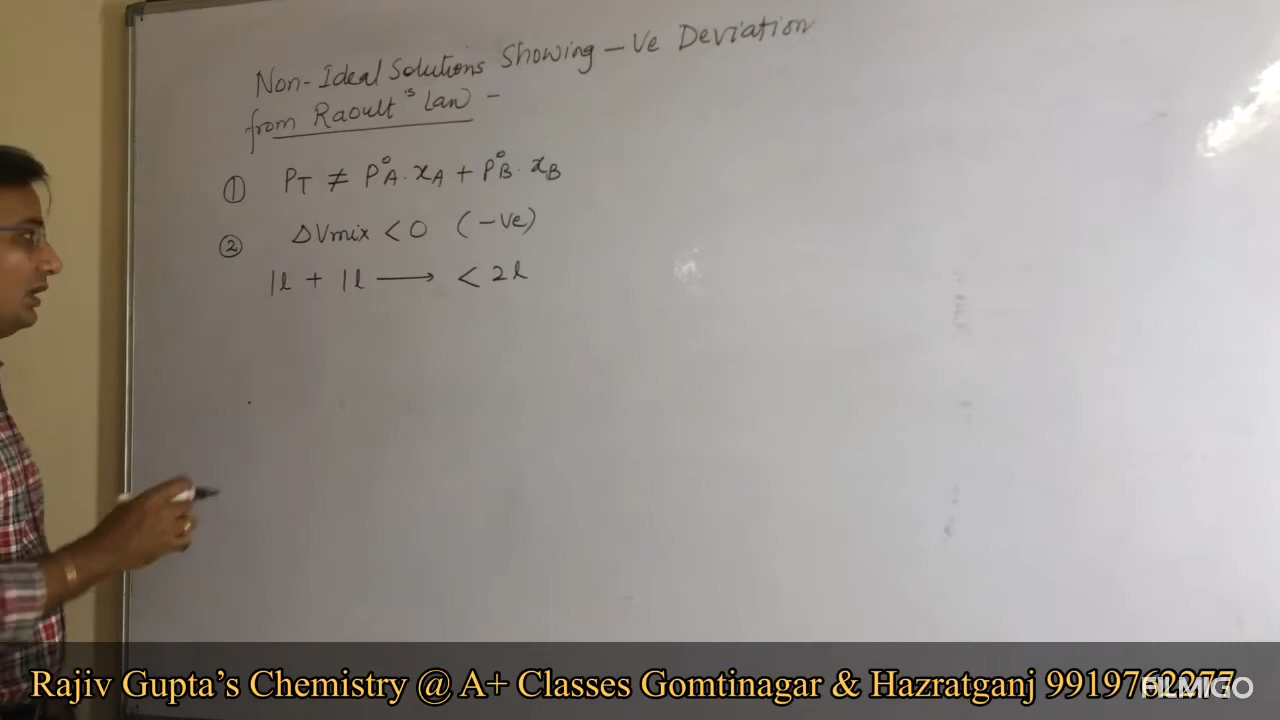 Non-Ideal Solutions Showing -Ve Deviation
from Raoult's Law -
① PT ≠ P°A · xA + P°B · xB
② ΔVmix < 0 (-ve)
1l + 1l → < 2l
Rajiv Gupta's Chemistry @ A+ Classes Gomtinagar & Hazratganj 9919762277
FILMIGO